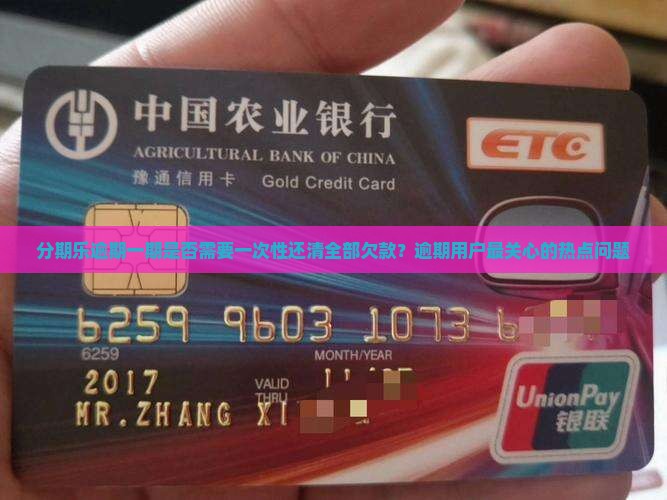 中国农业银行
AGRICULTURAL BANK OF CHINA
ETC
豫通信用卡 Gold Credit Card
分期乐逾期一期是否需要一次性还清全部欠款？逾期用户最关心的热点问题
6259 9603 1073 6
6259
MONTH/YEAR
2017
VALID THRU
MR.ZHANG XI
UnionPay
银联